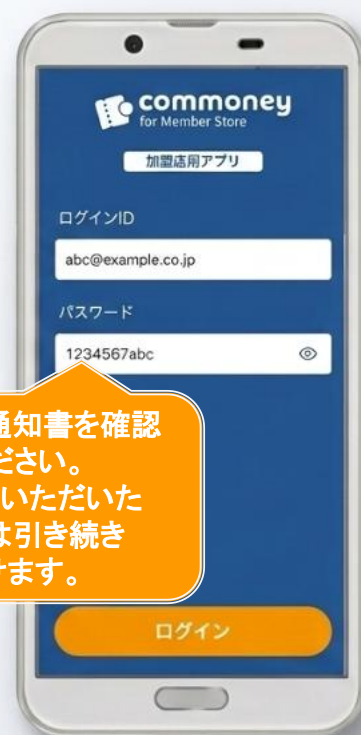 commoney
for Member Store
加盟店用アプリ
ログインID
abc@example.co.jp
パスワード
1234567abc
通知書を確認
ださい。
いただいた
は引き続き
けます。
ログイン